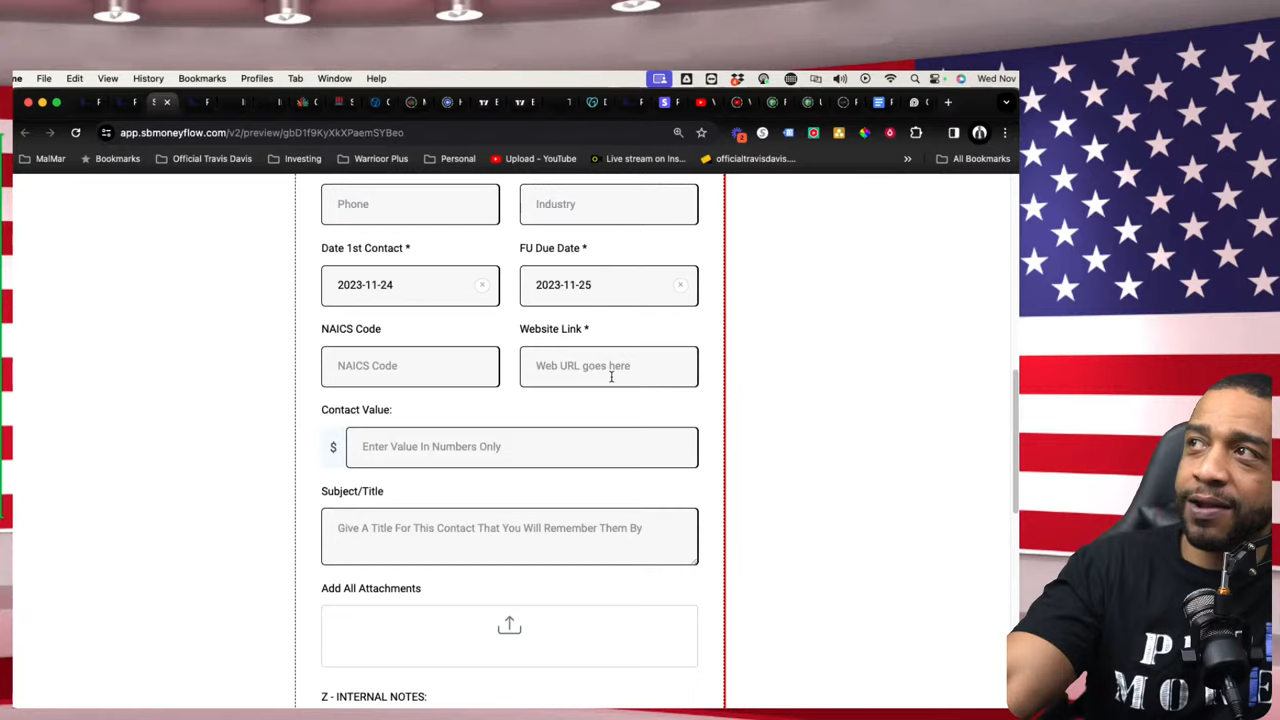 File Edit View History Bookmarks Profiles Tab Window Help Wed Nov
app.sbmoneyflow.com/v2/preview/gbD1f9KyXkXPaemSYBeo
MalMar Bookmarks Official Travis Davis Investing Warrioor Plus Personal Upload - YouTube Live stream on Ins... officialtravisdavis.... » All Bookmarks
Phone Industry
Date 1st Contact * FU Due Date *
2023-11-24 2023-11-25
NAICS Code Website Link *
NAICS Code Web URL goes here
Contact Value:
$ Enter Value In Numbers Only
Subject/Title
Give A Title For This Contact That You Will Remember Them By
Add All Attachments
Z - INTERNAL NOTES:
MORE